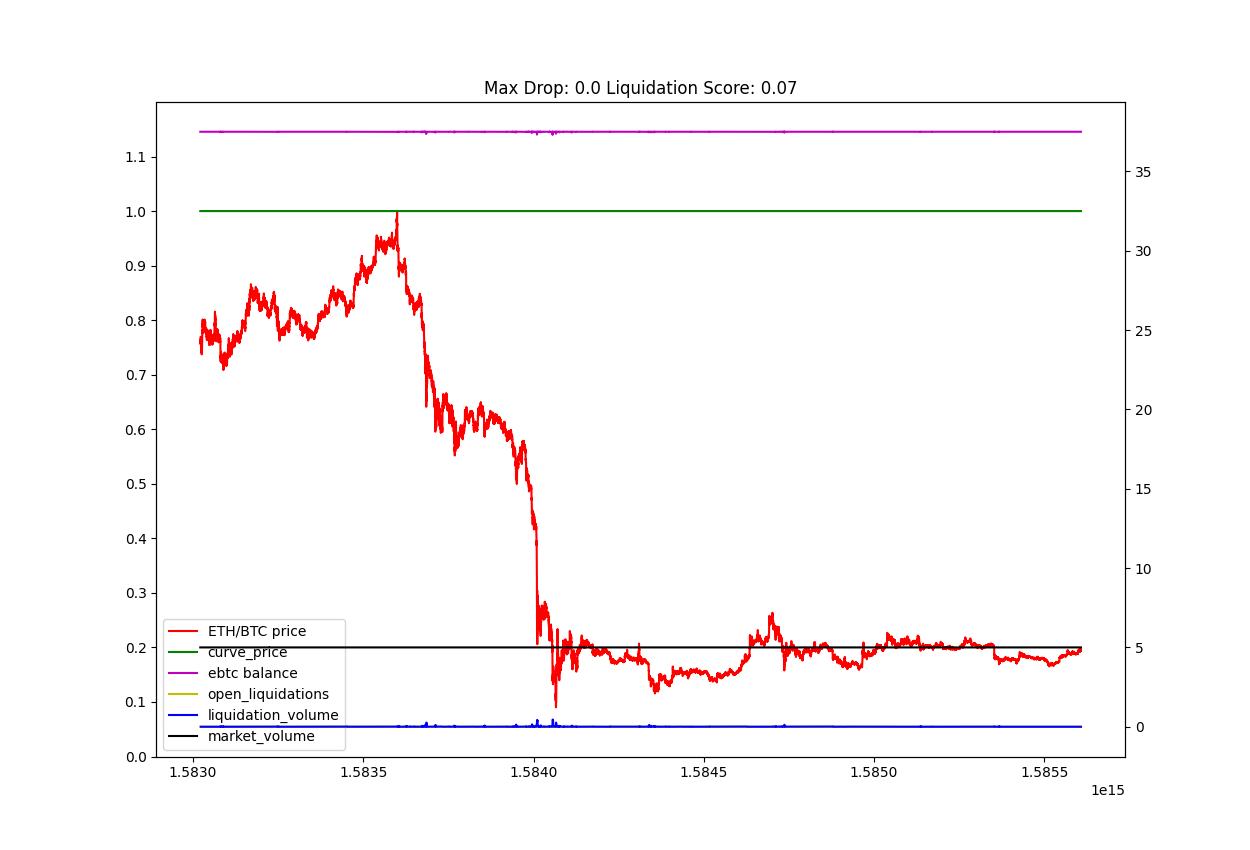 Max Drop: 0.0 Liquidation Score: 0.07
1.1
1.0
0.9
0.8
0.7
0.6
0.5
0.4
0.3
0.2
0.1
0.0
35
30
25
20
15
10
5
0
ETH/BTC price
curve_price
ebtc balance
open_liquidations
liquidation_volume
market_volume
1.5830 1.5835 1.5840 1.5845 1.5850 1.5855
1e15